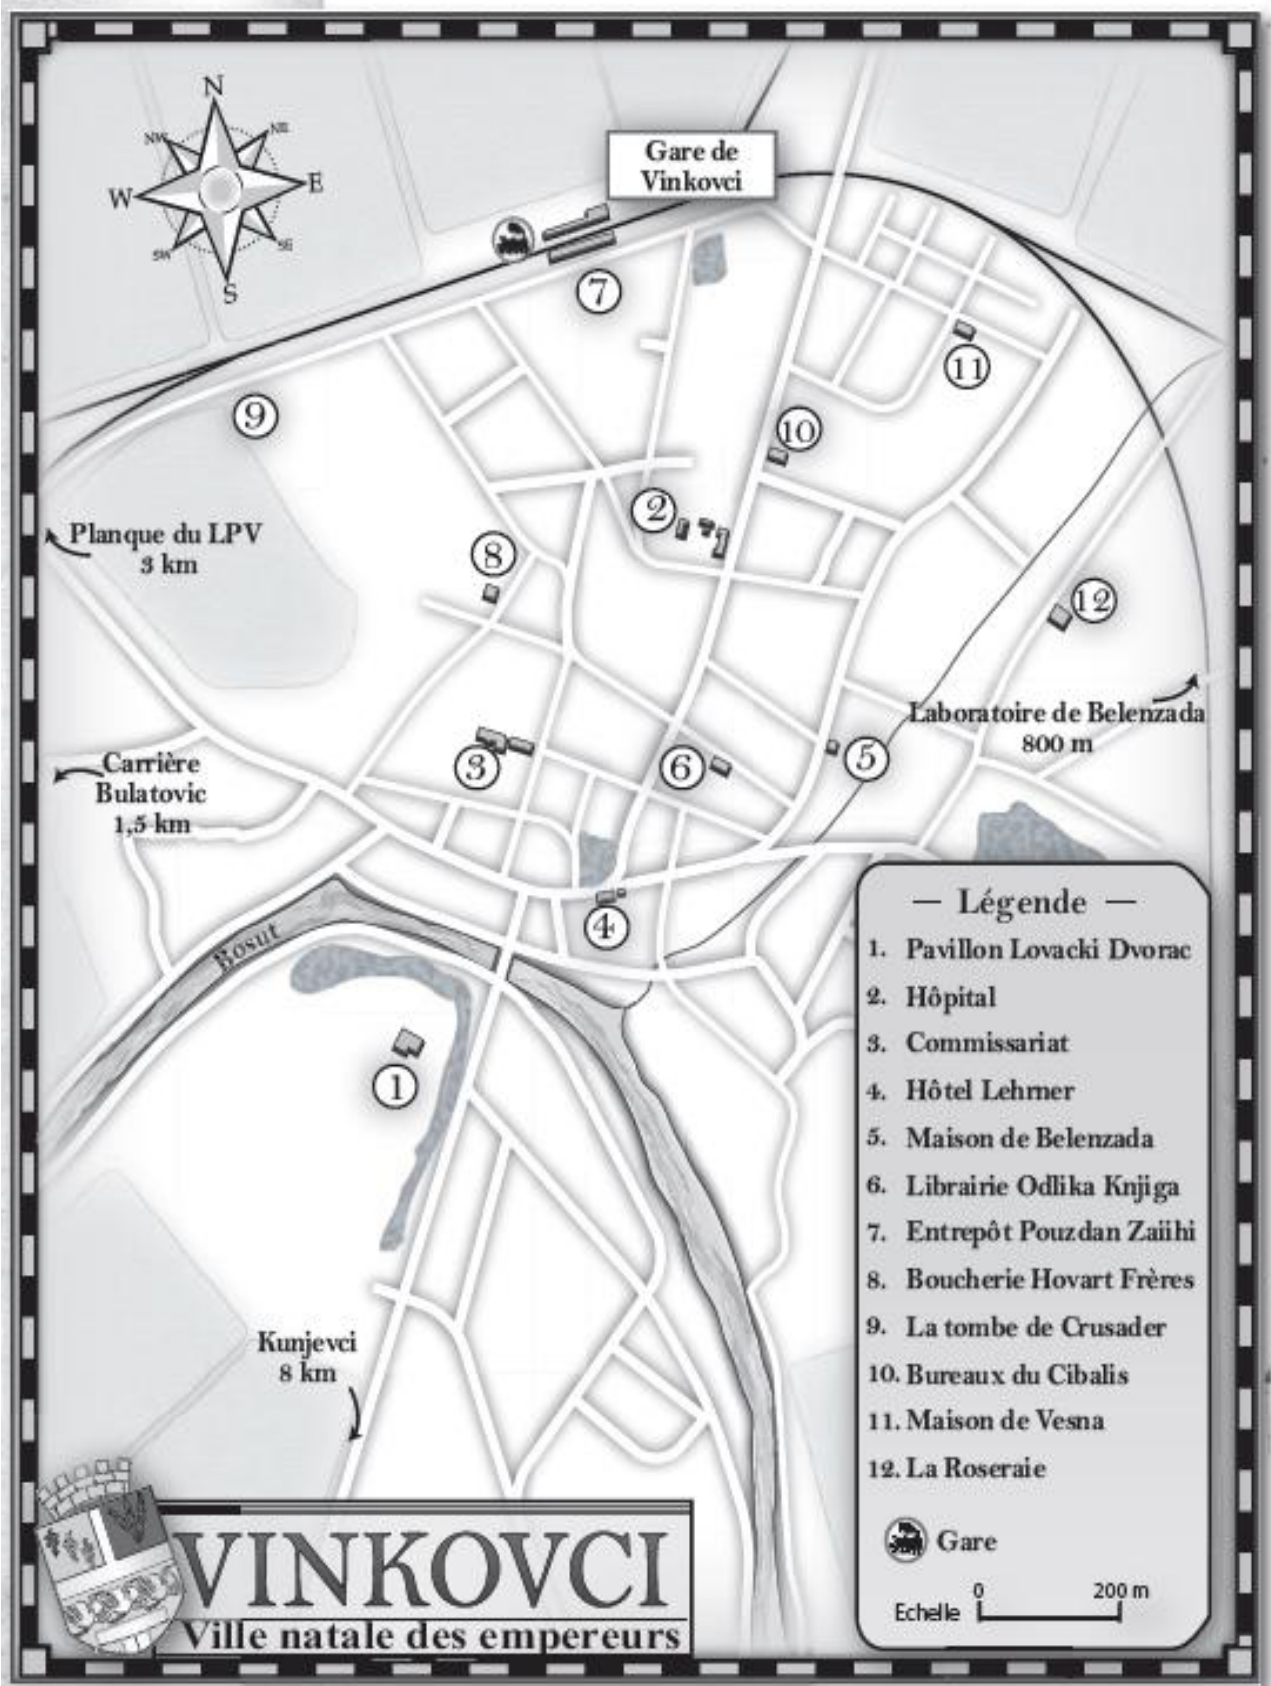 N
NW
NE
W
E
SW
SE
S
Gare de
Vinkovci
7
11
9
10
2
Planque du LPV
3 km
8
12
Laboratoire de Belenzada
800 m
3
6
5
Carrière
Bulatovic
1,5 km
4
Bosut
1
Kunjevci
8 km
— Légende —
1. Pavillon Lovacki Dvorac
2. Hôpital
3. Commissariat
4. Hôtel Lehrner
5. Maison de Belenzada
6. Librairie Odlika Knjiga
7. Entrepôt Pouzdan Zaiihi
8. Boucherie Hovart Frères
9. La tombe de Crusader
10. Bureaux du Cibalis
11. Maison de Vesna
12. La Roseraie
Gare
0 200 m
Echelle
VINKOVCI
Ville natale des empereurs